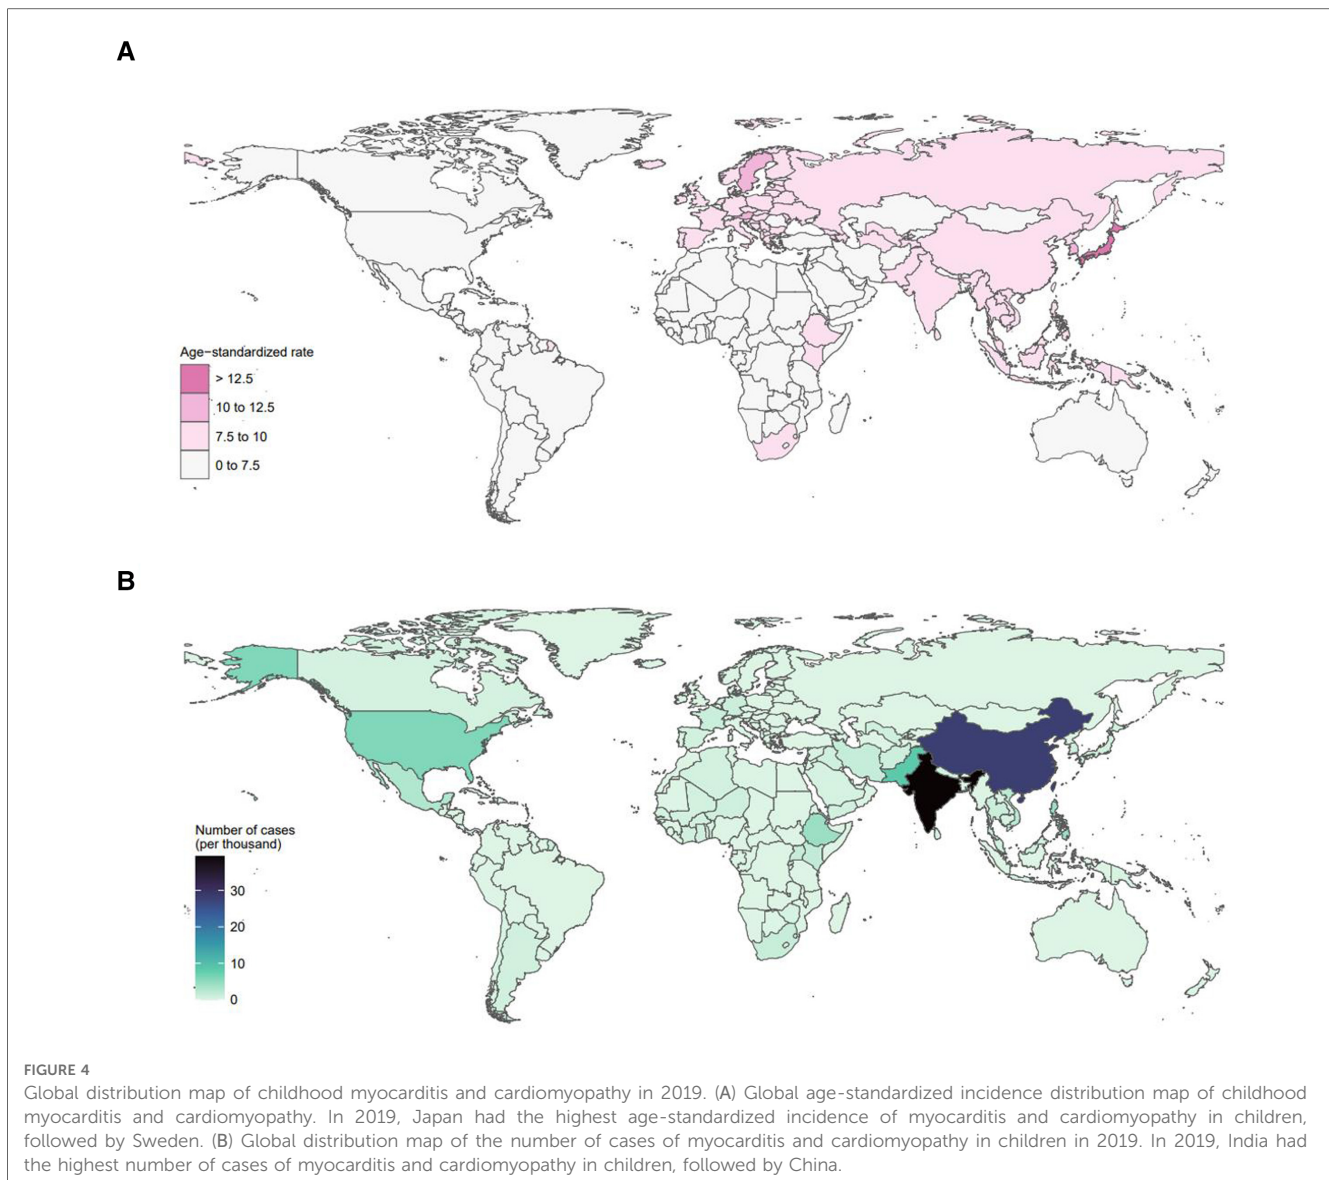 A
Age-standardized rate
> 12.5
10 to 12.5
7.5 to 10
0 to 7.5
B
Number of cases
(per thousand)
30
20
10
0
FIGURE 4
Global distribution map of childhood myocarditis and cardiomyopathy in 2019. (A) Global age-standardized incidence distribution map of childhood
myocarditis and cardiomyopathy. In 2019, Japan had the highest age-standardized incidence of myocarditis and cardiomyopathy in children,
followed by Sweden. (B) Global distribution map of the number of cases of myocarditis and cardiomyopathy in children in 2019. In 2019, India had
the highest number of cases of myocarditis and cardiomyopathy in children, followed by China.